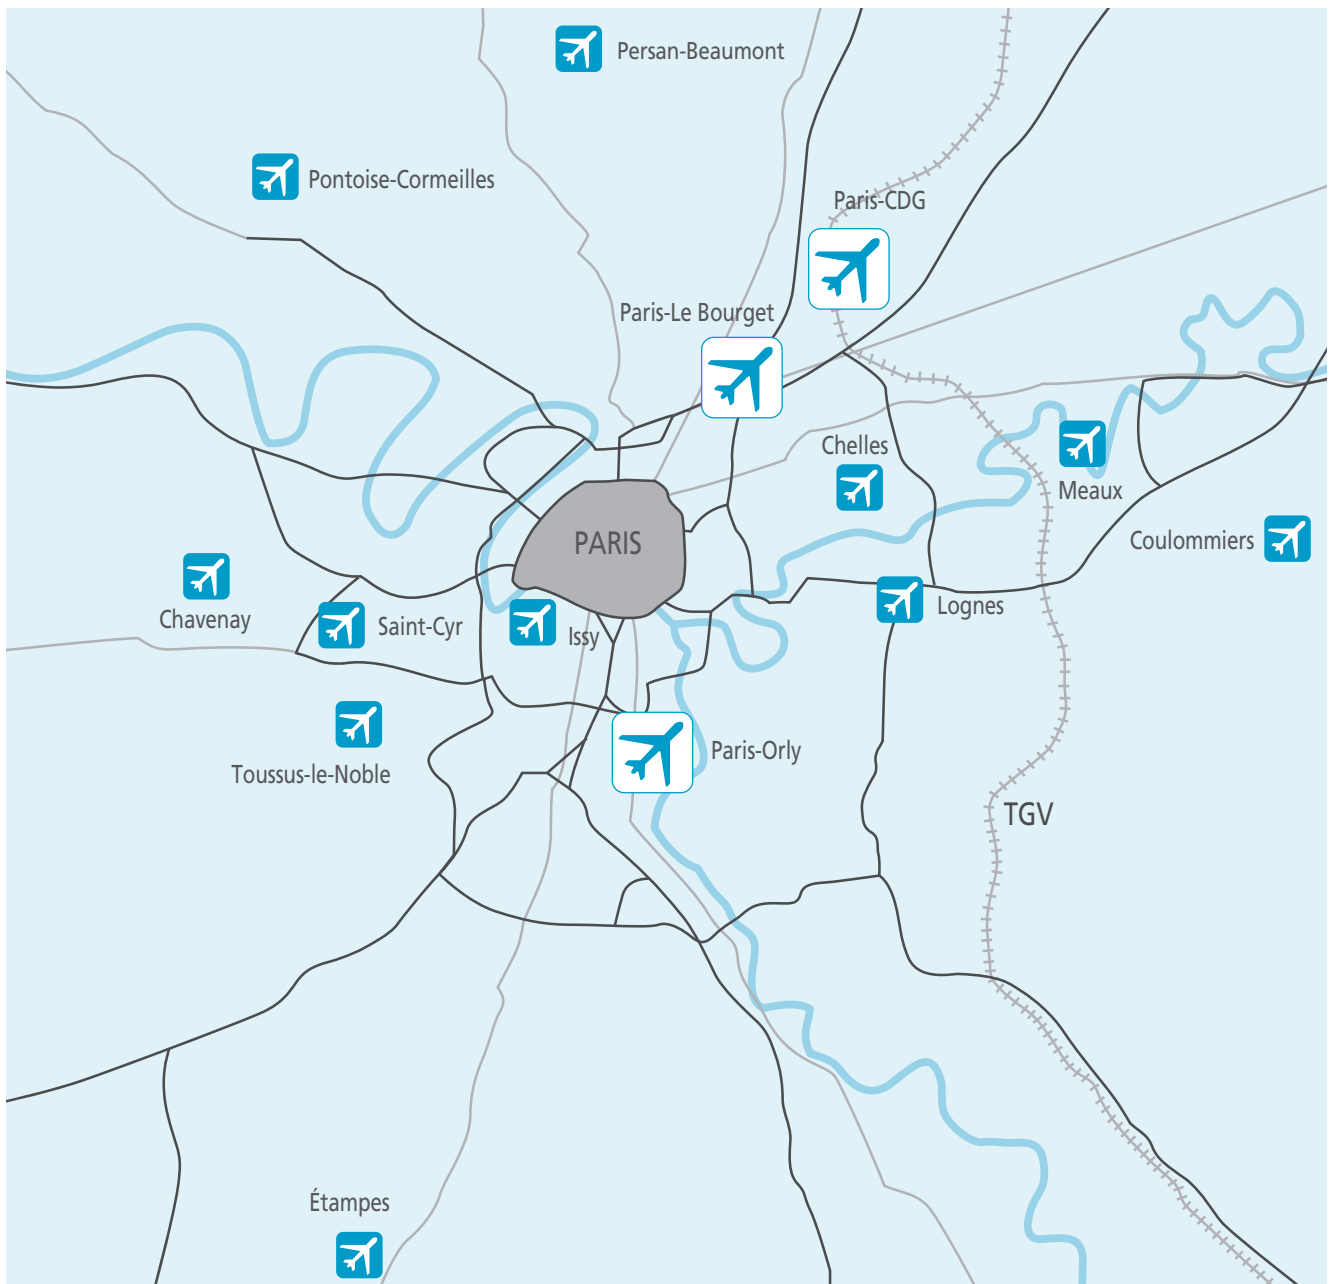 Persan-Beaumont
Pontoise-Cormeilles
Paris-CDG
Paris-Le Bourget
Chelles
Meaux
PARIS
Coulommiers
Chavenay
Saint-Cyr
Issy
Lognes
Toussus-le-Noble
Paris-Orly
TGV
Étampes